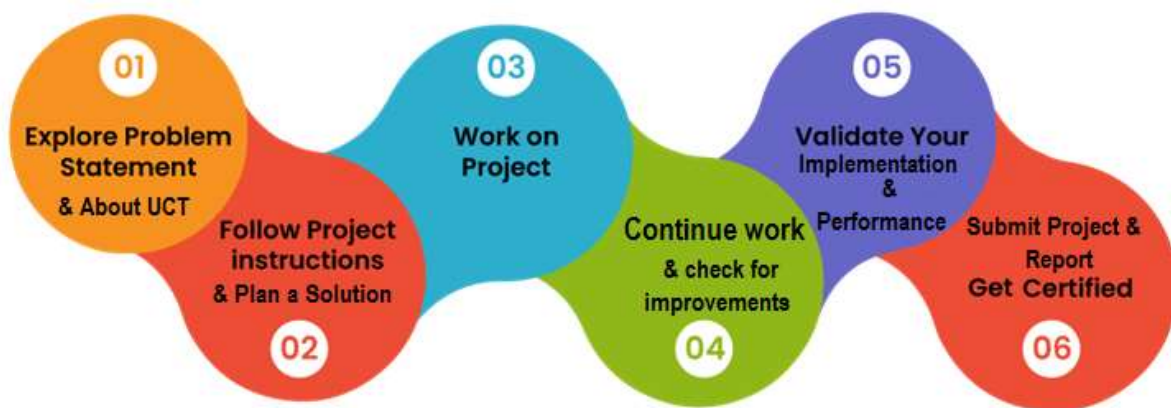 01
Explore Problem
Statement
& About UCT
Follow Project
instructions
& Plan a Solution
02
03
Work on
Project
Continue work
& check for
improvements
04
05
Validate Your
Implementation
&
Performance
Submit Project &
Report
Get Certified
06